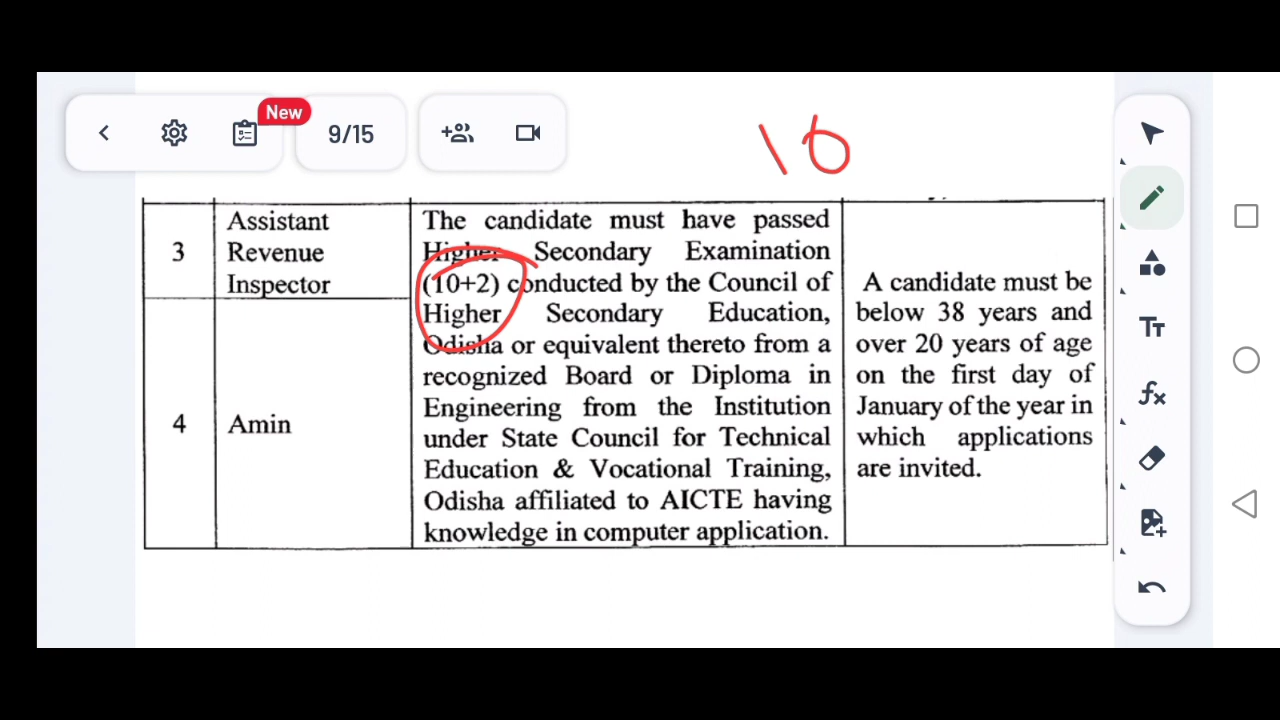 New
9/15
10
3
Assistant
Revenue
Inspector
The candidate must have passed
Higher Secondary Examination
(10+2) conducted by the Council of
Higher Secondary Education,
Odisha or equivalent thereto from a
recognized Board or Diploma in
Engineering from the Institution
under State Council for Technical
Education & Vocational Training,
Odisha affiliated to AICTE having
knowledge in computer application.
A candidate must be
below 38 years and
over 20 years of age
on the first day of
January of the year in
which applications
are invited.
4
Amin
Tт
fx